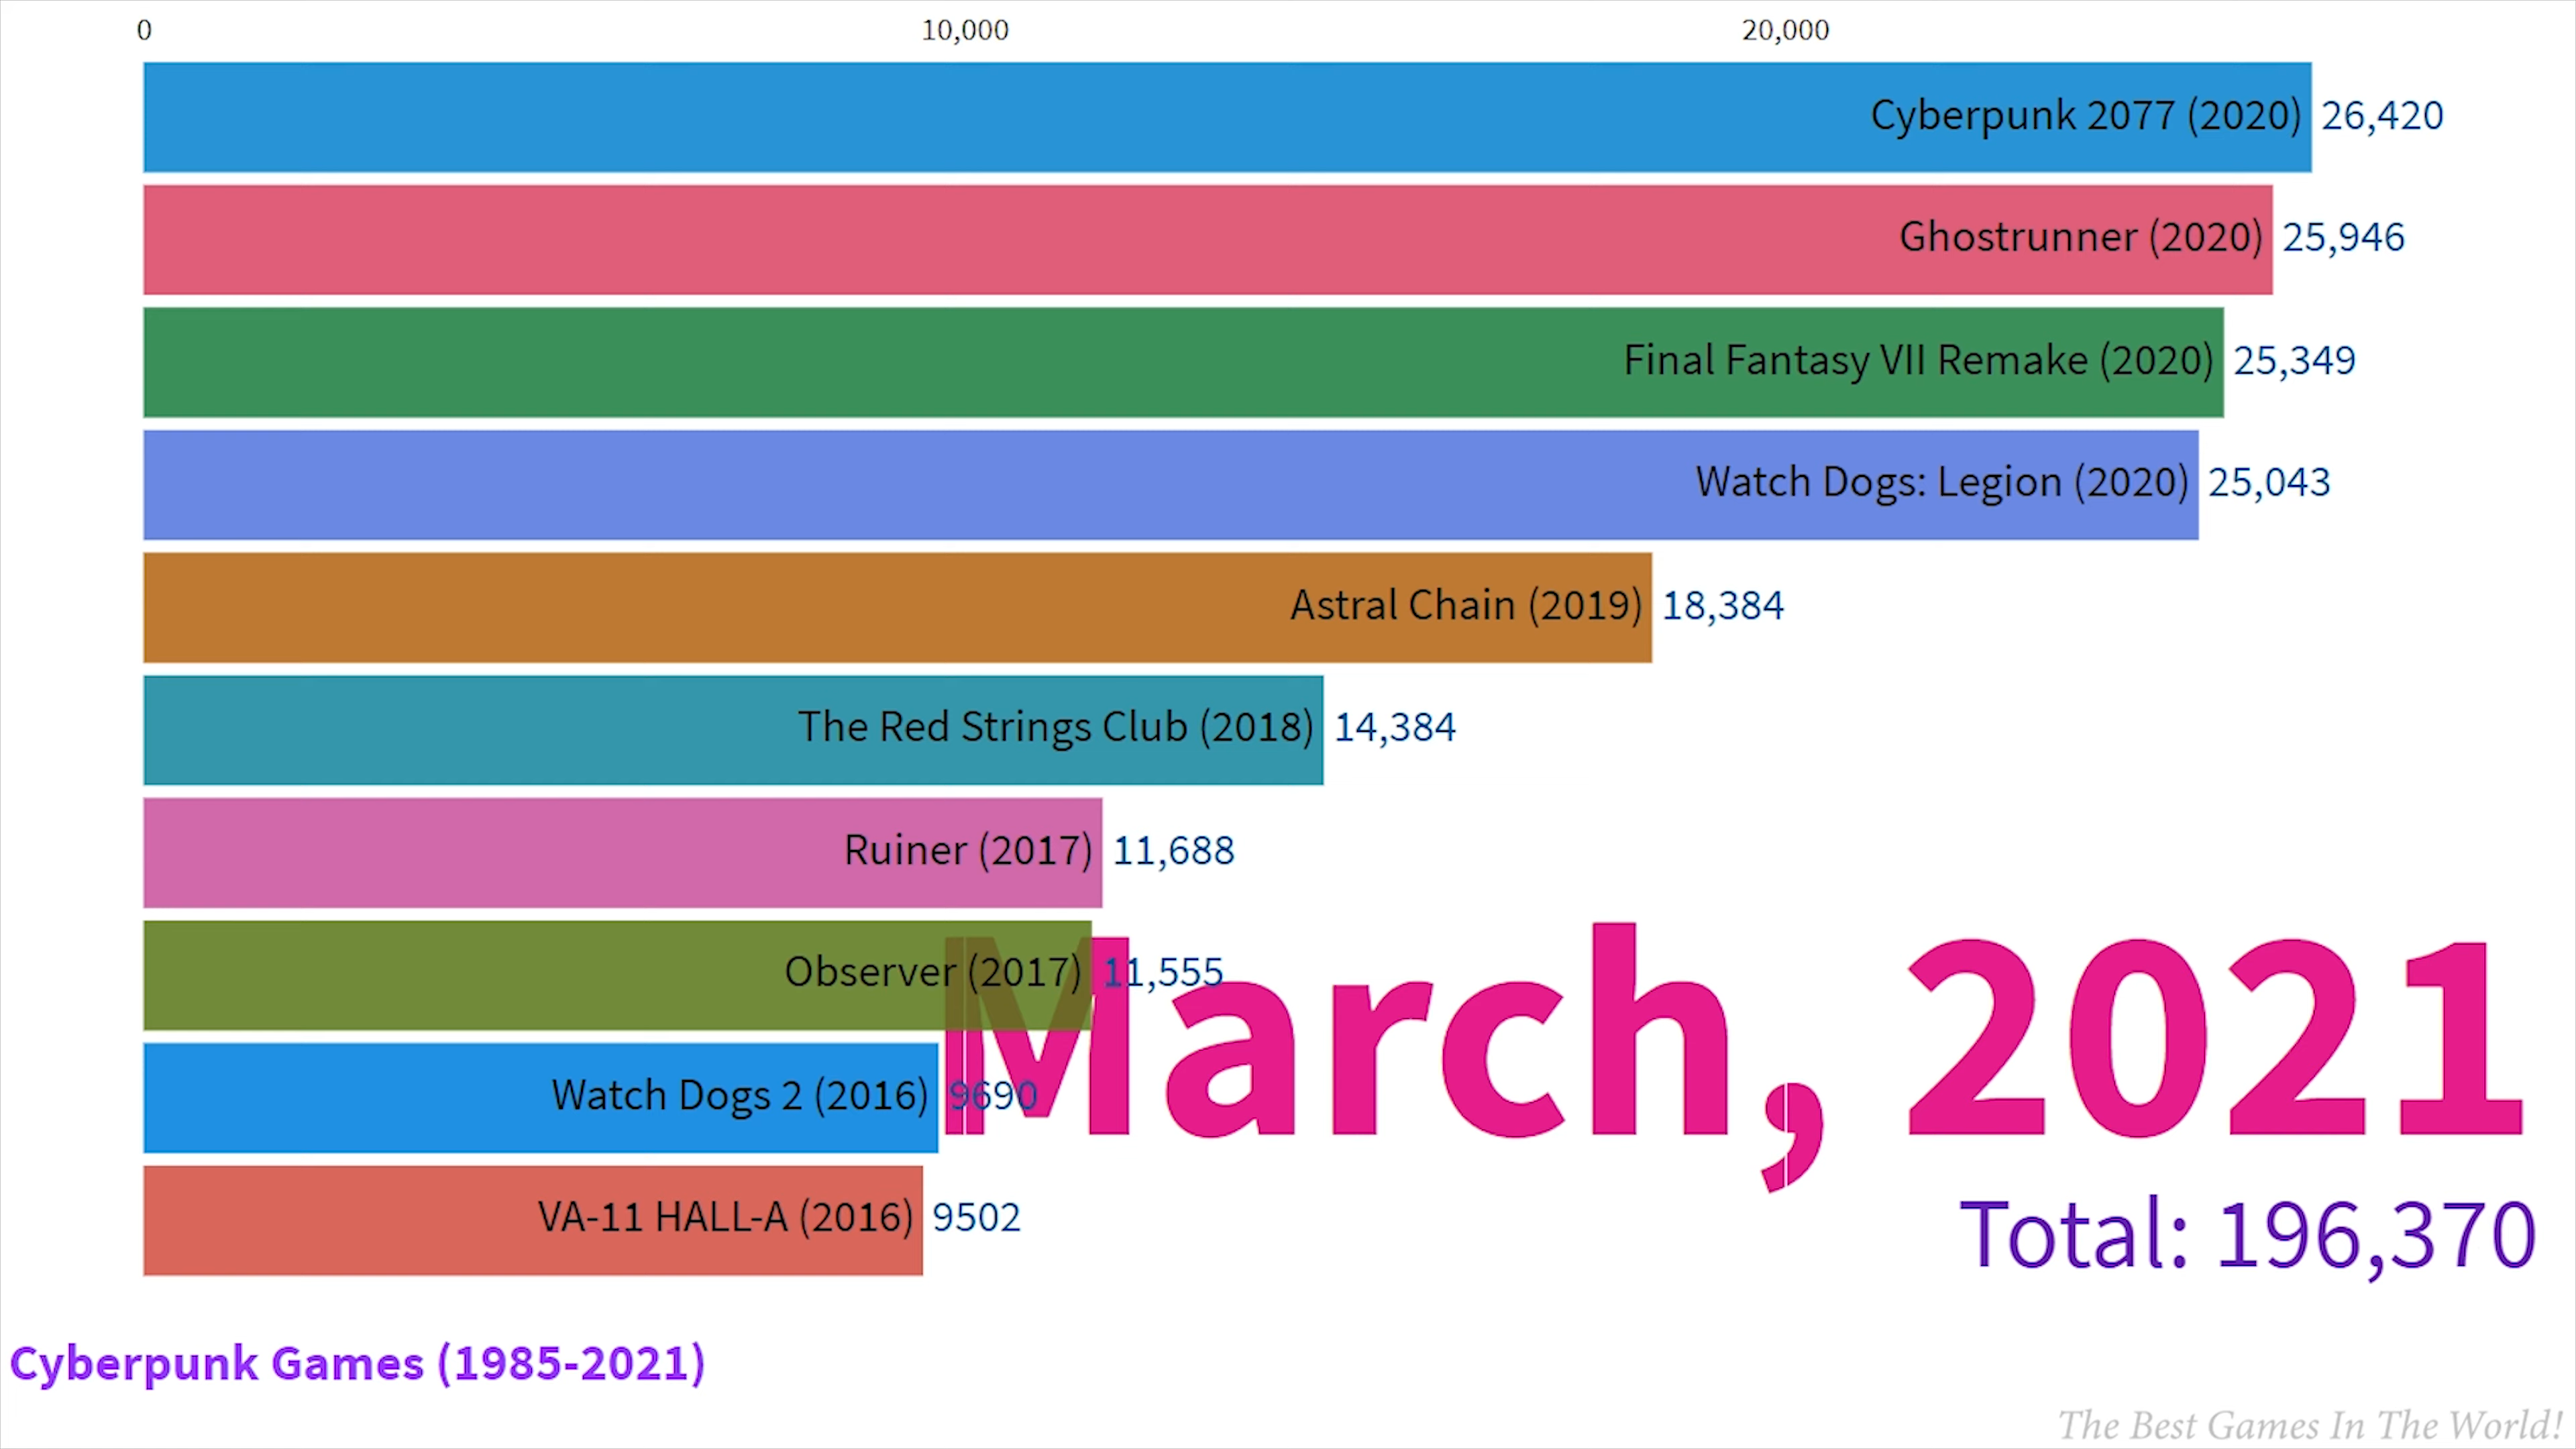 0 10,000 20,000
Cyberpunk 2077 (2020) 26,420
Ghostrunner (2020) 25,946
Final Fantasy VII Remake (2020) 25,349
Watch Dogs: Legion (2020) 25,043
Astral Chain (2019) 18,384
The Red Strings Club (2018) 14,384
Ruiner (2017) 11,688
Observer (2017) 11,555
March, 2021
Watch Dogs 2 (2016) 9690
VA-11 HALL-A (2016) 9502
Total: 196,370
Cyberpunk Games (1985-2021)
The Best Games In The World!